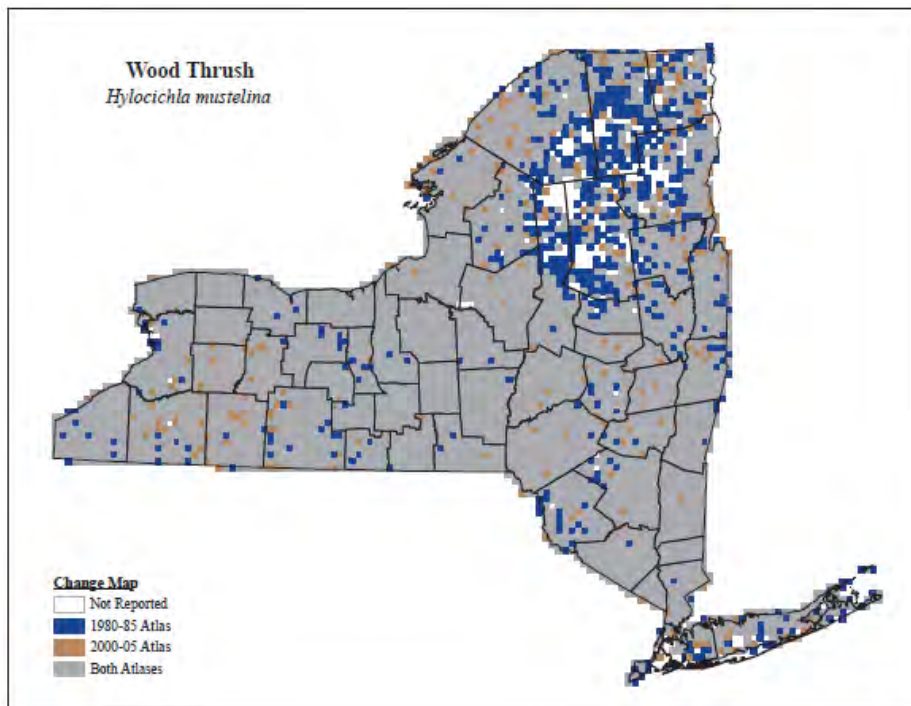 Wood Thrush
Hylocichla mustelina
Change Map
Not Reported
1980-85 Atlas
2000-05 Atlas
Both Atlases